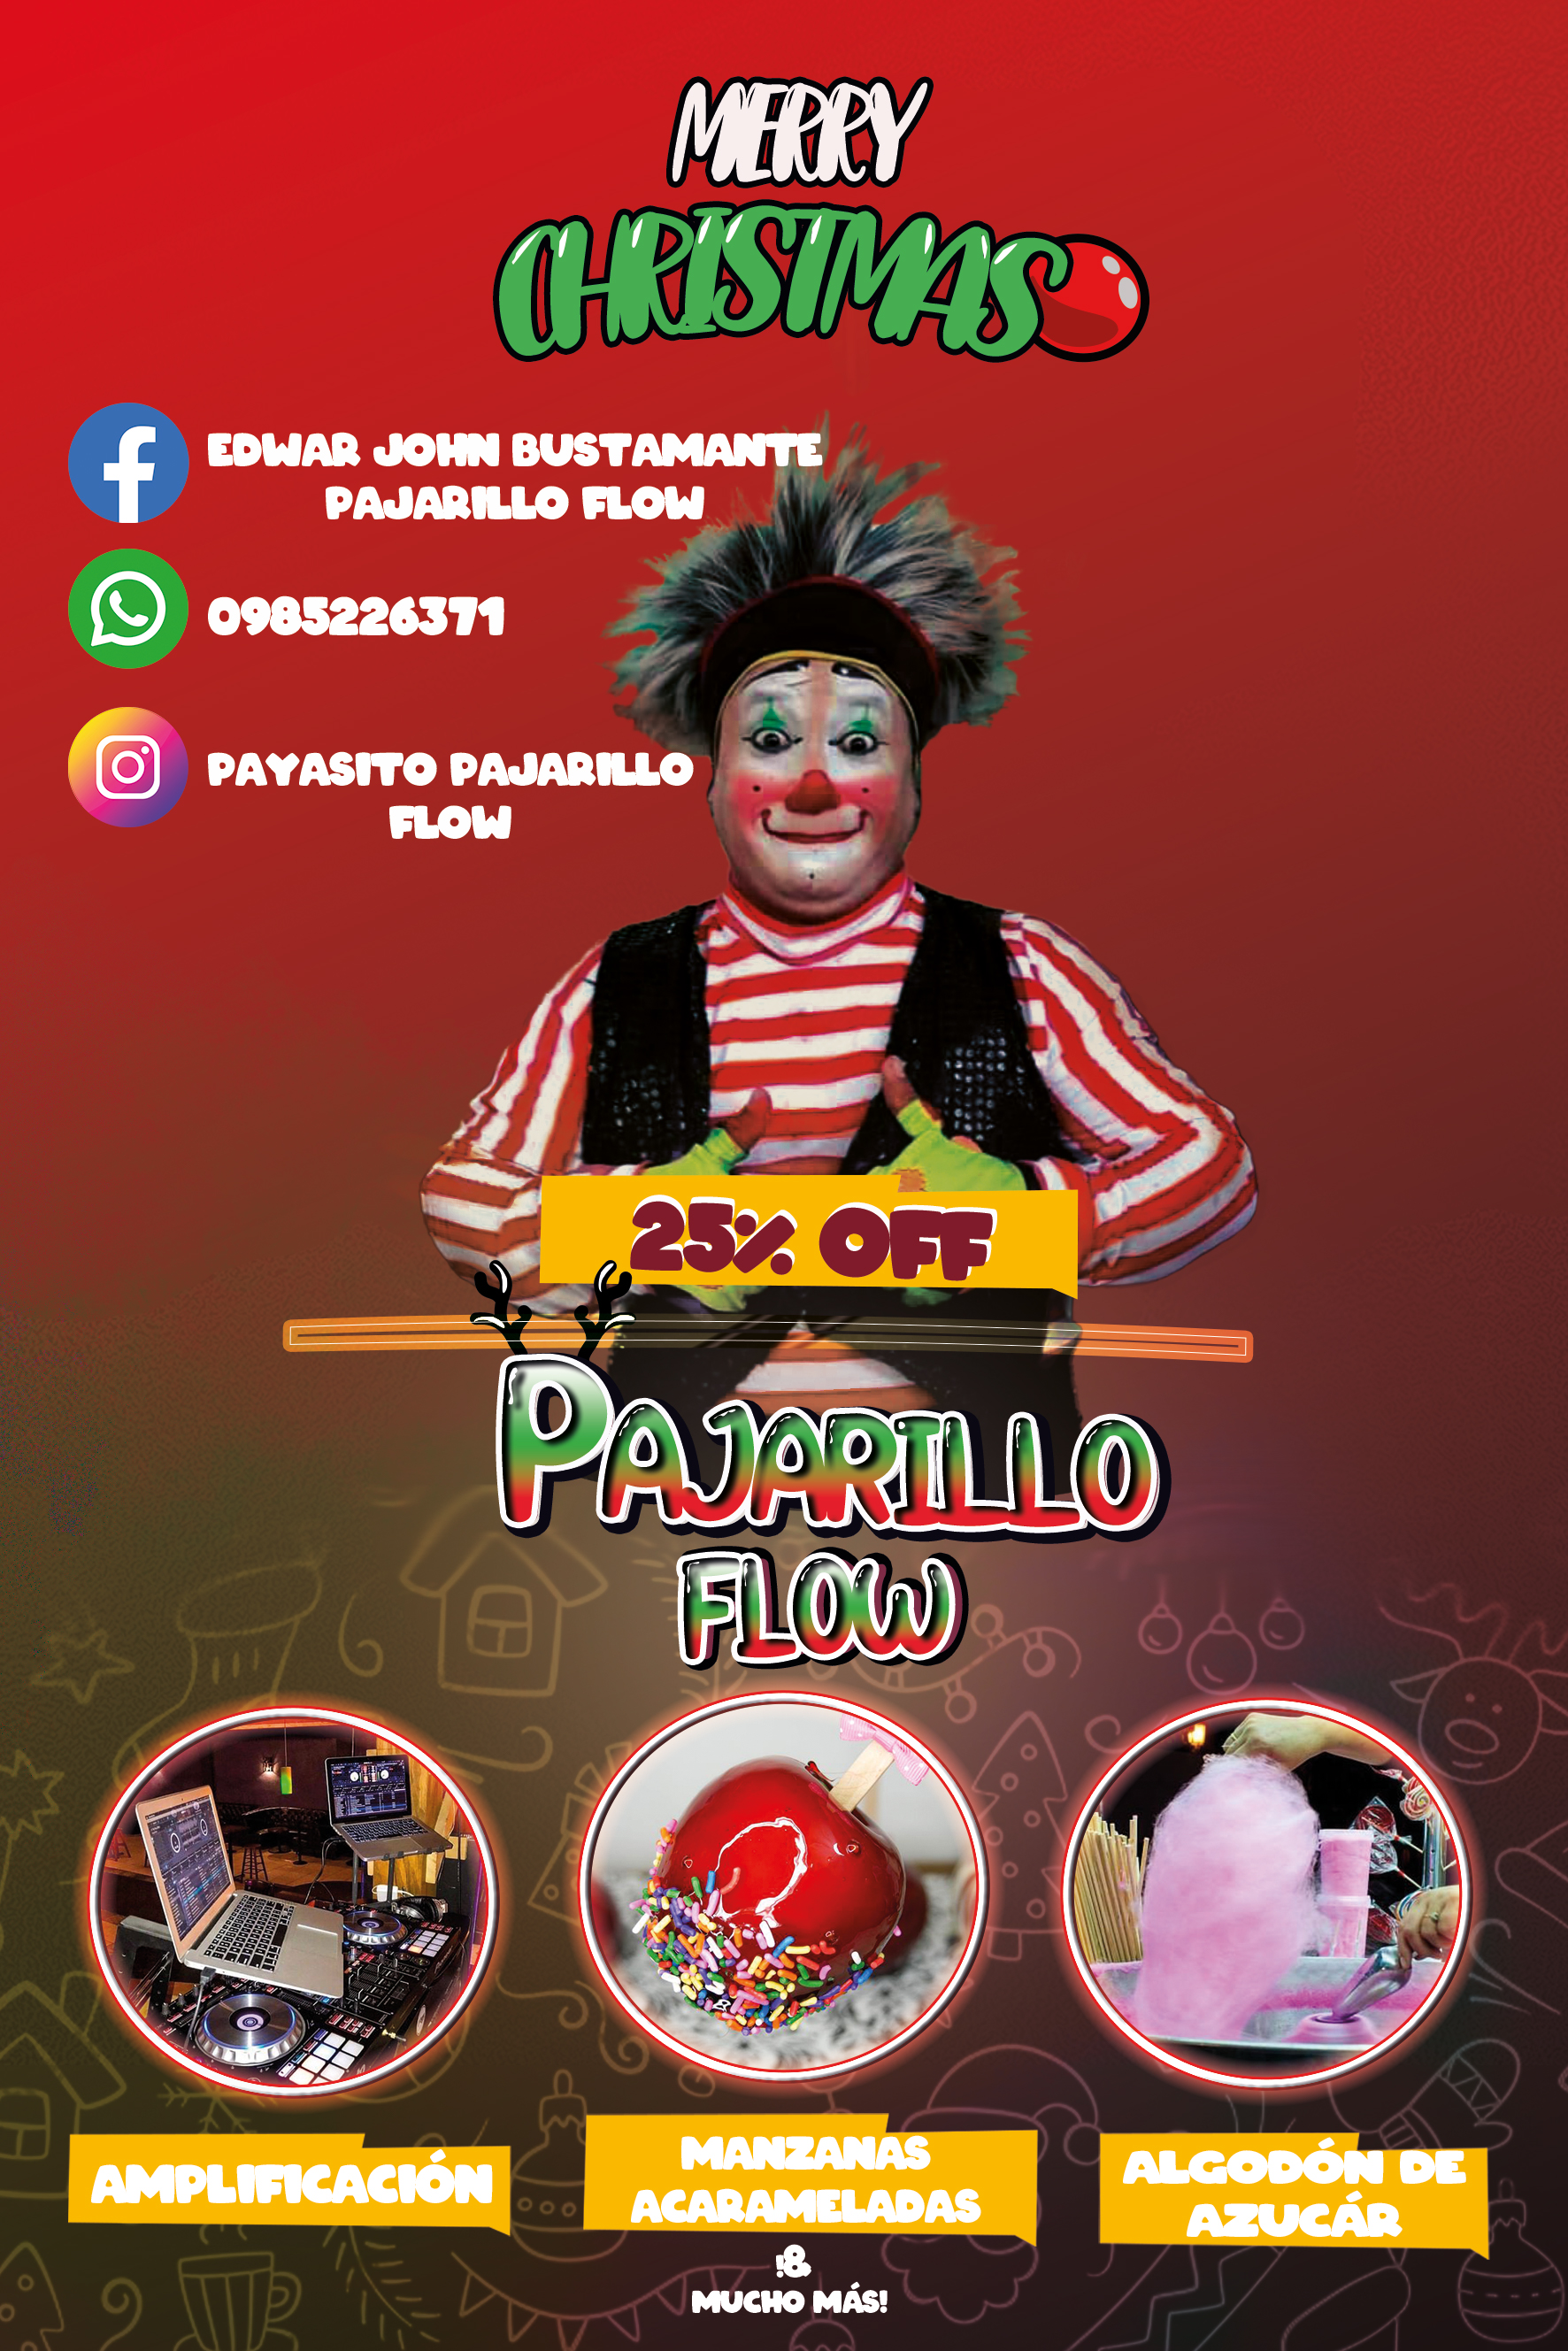 MERRY
CHRISTMAS
EDWAR JOHN BUSTAMANTE
PAJARILLO FLOW
0985226371
PAYASITO PAJARILLO
FLOW
25% OFF
PAJARILLO
FLOW
AMPLIFICACIÓN
MANZANAS
ACARAMELADAS
ALGODÓN DE
AZUCÁR
¡&
MUCHO MÁS!